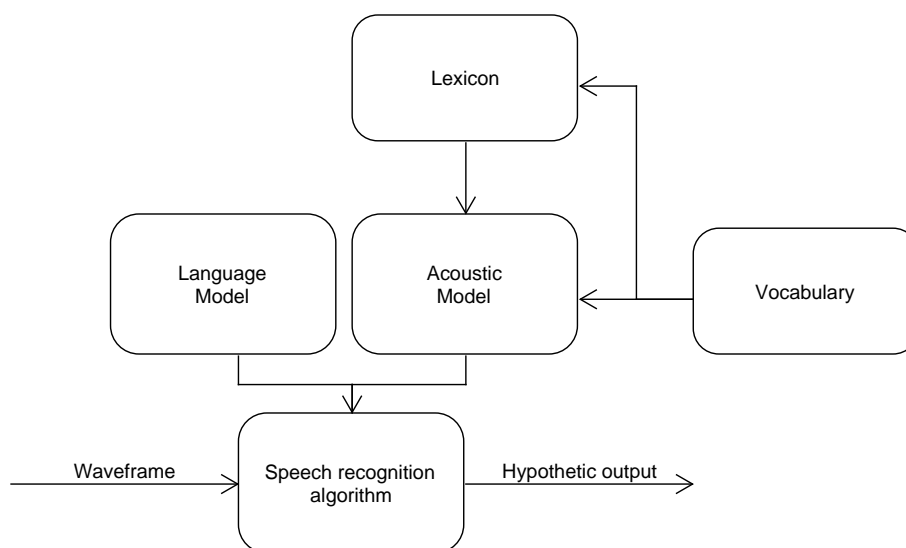 Lexicon
Language
Model
Acoustic
Model
Vocabulary
Waveframe
Speech recognition
algorithm
Hypothetic output